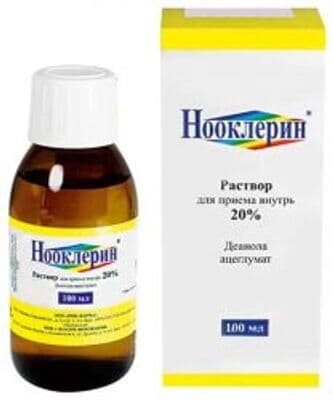 Нооклерин®
Раствор для приема внутрь 20%
100 мл
Нооклерин®
Раствор
для приема внутрь
20%
Деанола
ацеглумат
100 мл